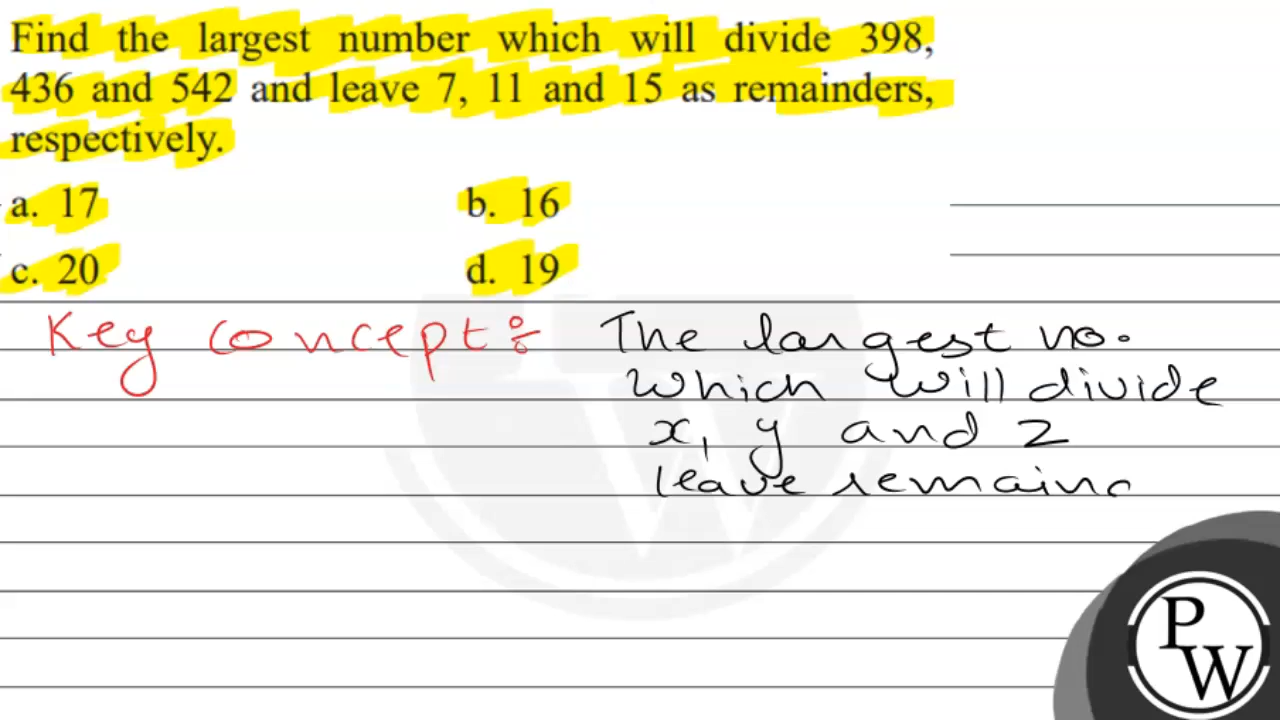 Find the largest number which will divide 398,
436 and 542 and leave 7, 11 and 15 as remainders,
respectively.
a. 17 b. 16
c. 20 d. 19
Key concept: The largest no.
which will divide
x, y and z
leave remain
P
W